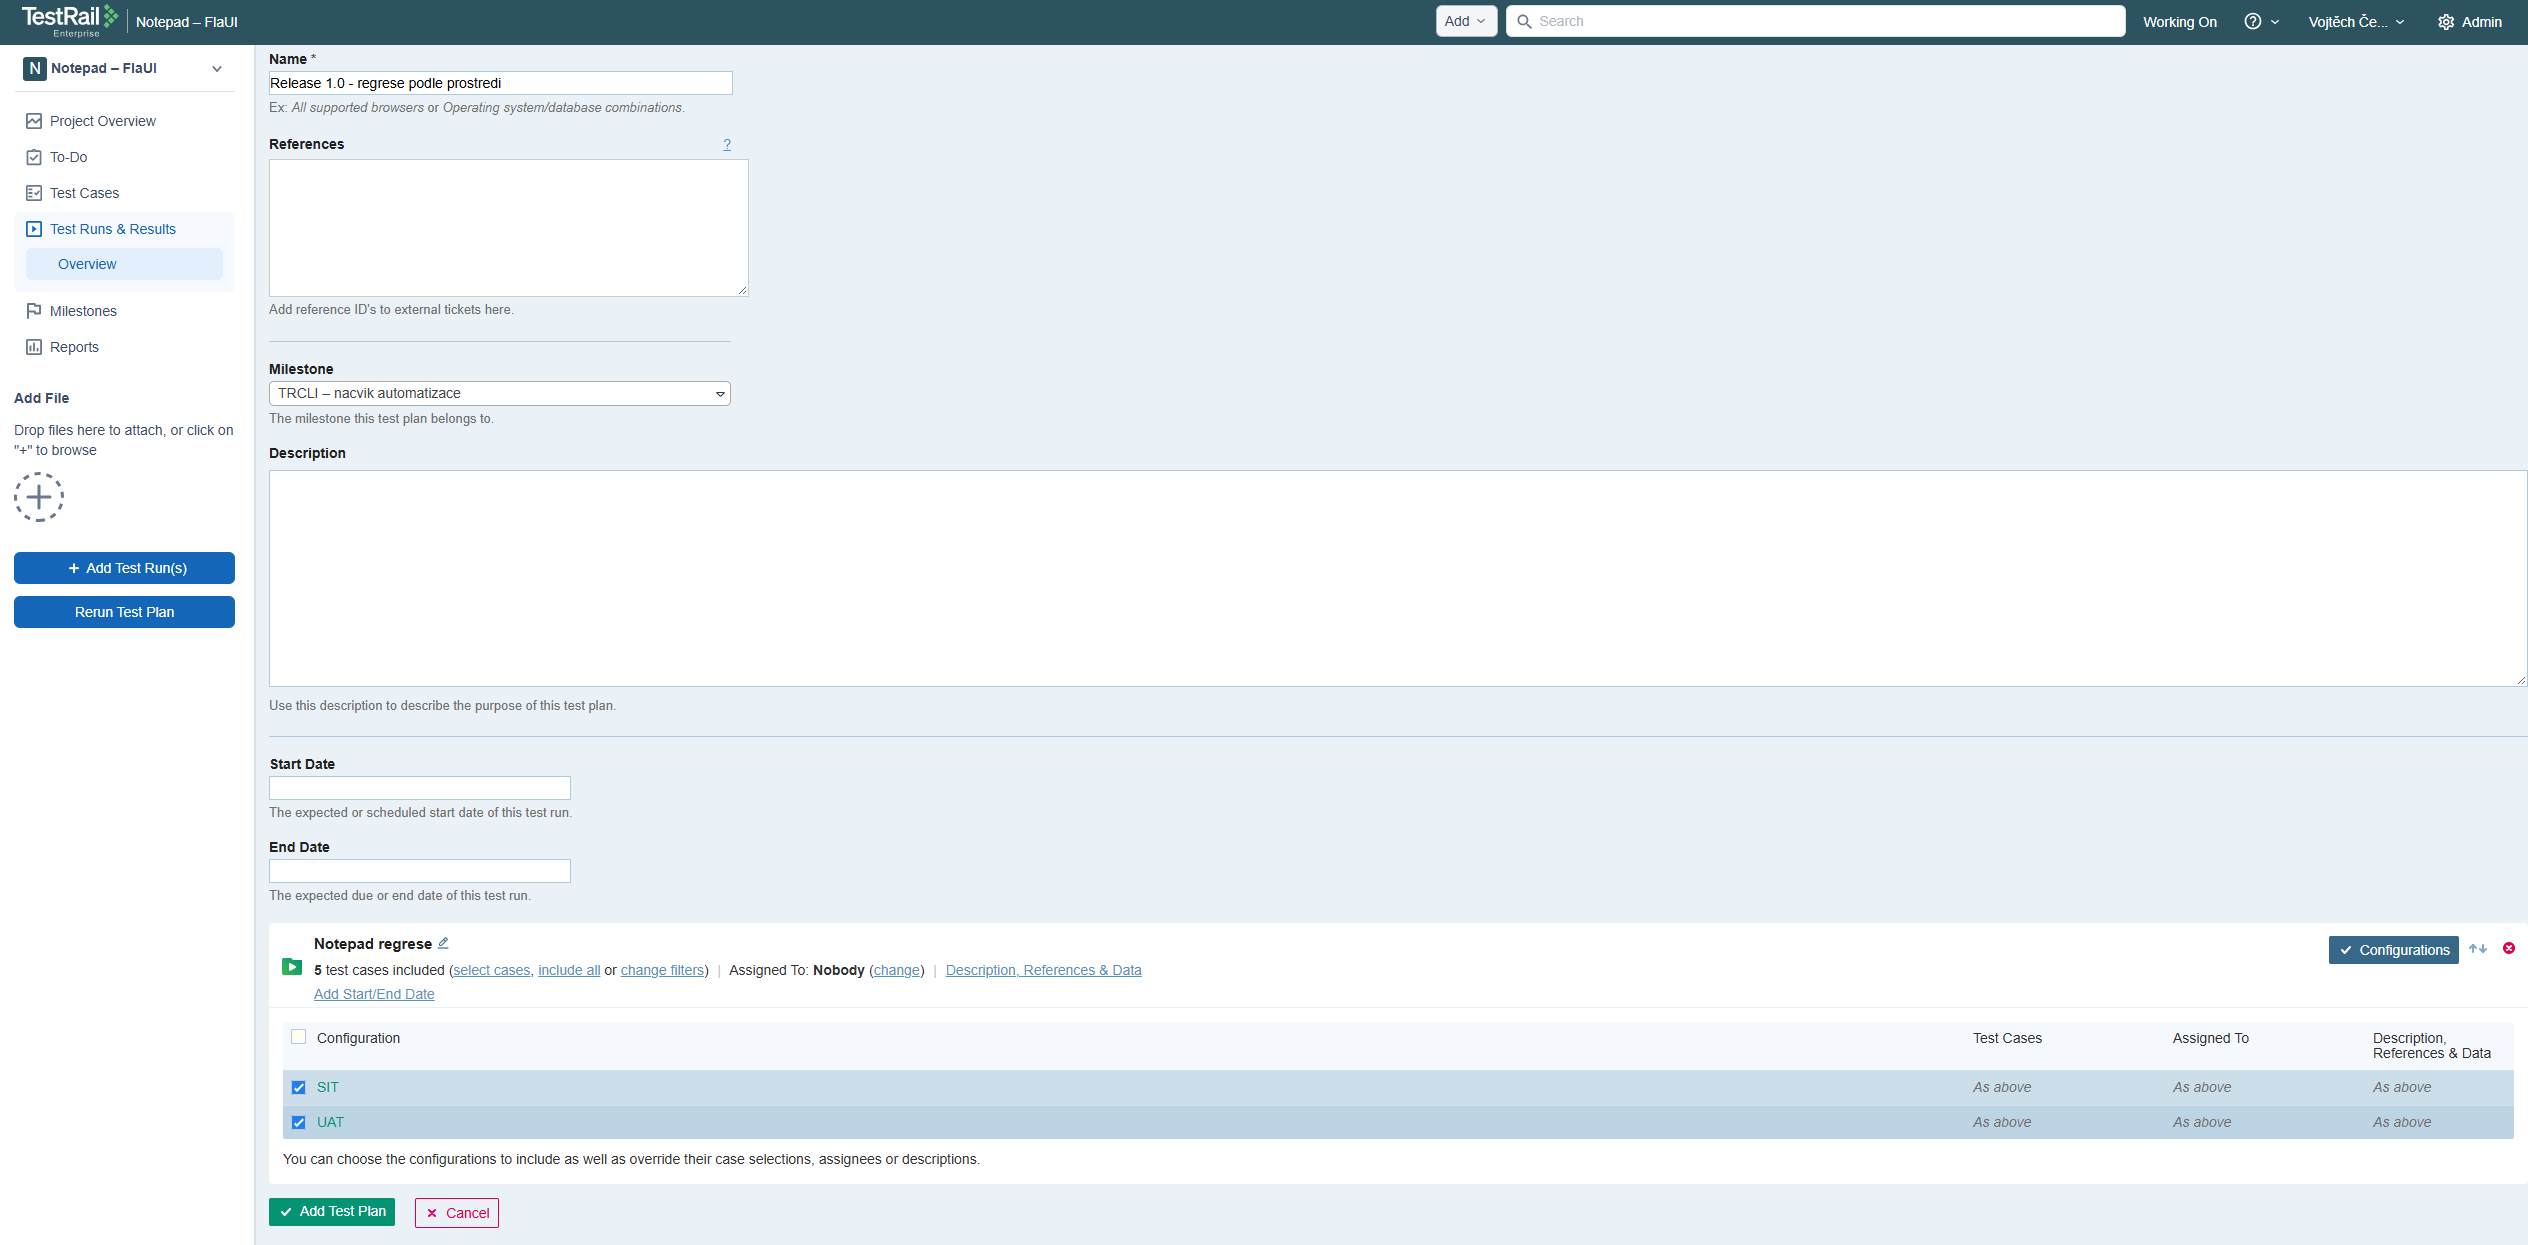 TestRail
Enterprise
Notepad – FlaUI
Add
Search
Working On
Vojtěch Če...
Admin
N Notepad – FlaUI
Project Overview
To-Do
Test Cases
Test Runs & Results
Overview
Milestones
Reports
Add File
Drop files here to attach, or click on
"+" to browse
+ Add Test Run(s)
Rerun Test Plan
Name *
Release 1.0 - regrese podle prostredi
Ex: All supported browsers or Operating system/database combinations.
References ?
Add reference ID's to external tickets here.
Milestone
TRCLI – nacvik automatizace
The milestone this test plan belongs to.
Description
Use this description to describe the purpose of this test plan.
Start Date
The expected or scheduled start date of this test run.
End Date
The expected due or end date of this test run.
Notepad regrese
5 test cases included (select cases, include all or change filters) | Assigned To: Nobody (change) | Description, References & Data
Add Start/End Date
Configurations
Configuration
Test Cases
Assigned To
Description,
References & Data
SIT As above As above As above
UAT As above As above As above
You can choose the configurations to include as well as override their case selections, assignees or descriptions.
Add Test Plan
Cancel